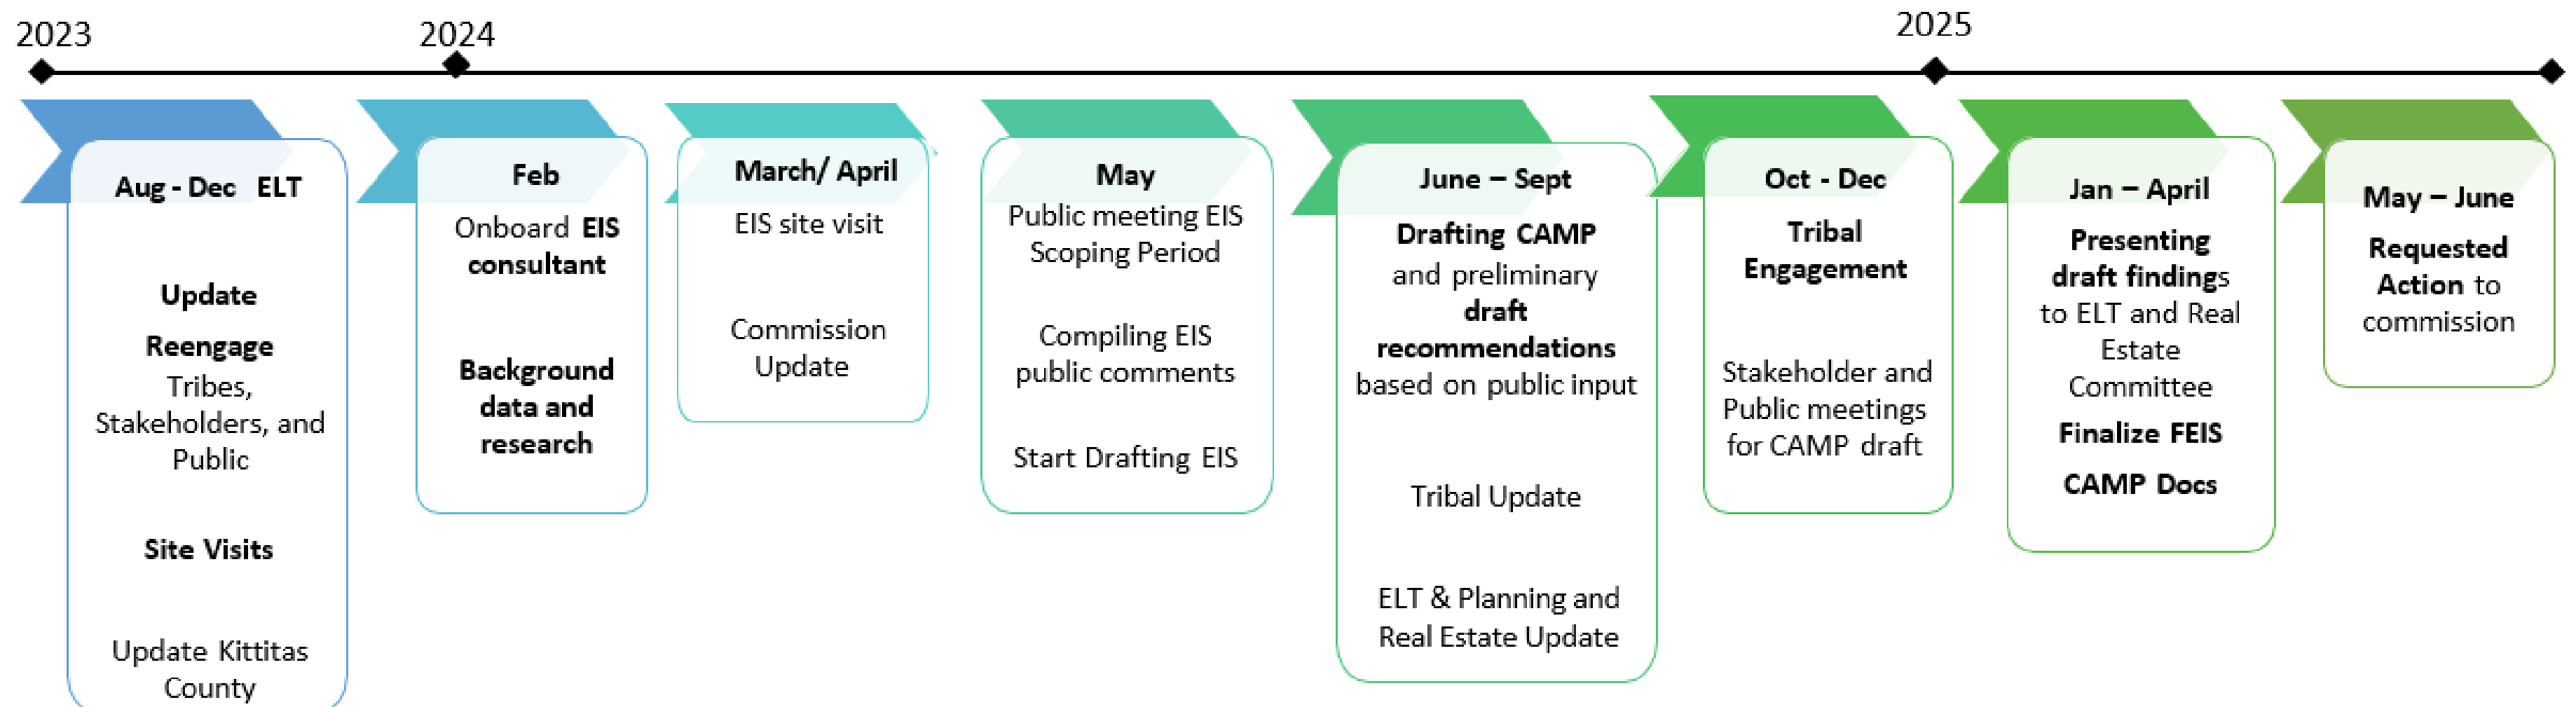 2023
2024
2025
Aug - Dec ELT
Update
Reengage
Tribes,
Stakeholders, and
Public
Site Visits
Update Kittitas
County
Feb
Onboard EIS
consultant
Background
data and
research
March/ April
EIS site visit
Commission
Update
May
Public meeting EIS
Scoping Period
Compiling EIS
public comments
Start Drafting EIS
June – Sept
Drafting CAMP
and preliminary
draft
recommendations
based on public input
Tribal Update
ELT & Planning and
Real Estate Update
Oct - Dec
Tribal
Engagement
Stakeholder and
Public meetings
for CAMP draft
Jan – April
Presenting
draft findings
to ELT and Real
Estate
Committee
Finalize FEIS
CAMP Docs
May – June
Requested
Action to
commission